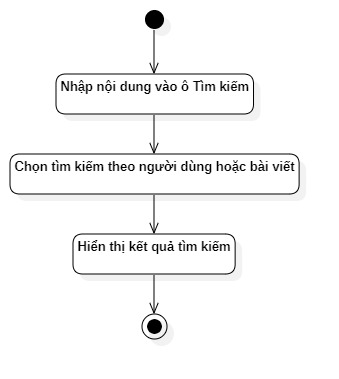 Nhập nội dung vào ô Tìm kiếm
Chọn tìm kiếm theo người dùng hoặc bài viết
Hiển thị kết quả tìm kiếm